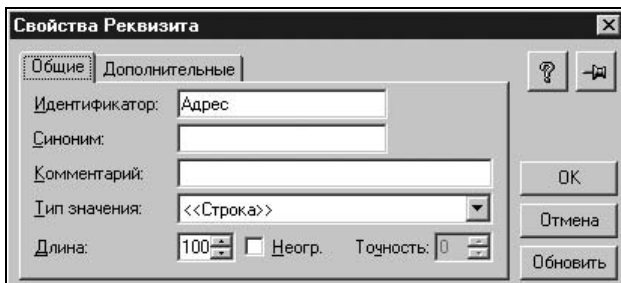 Свойства Реквизита
Общие Дополнительные
Идентификатор: Адрес
Синоним:
Комментарий:
Тип значения: <<Строка>>
Длина: 100 Неогр. Точность: 0
?
OK
Отмена
Обновить